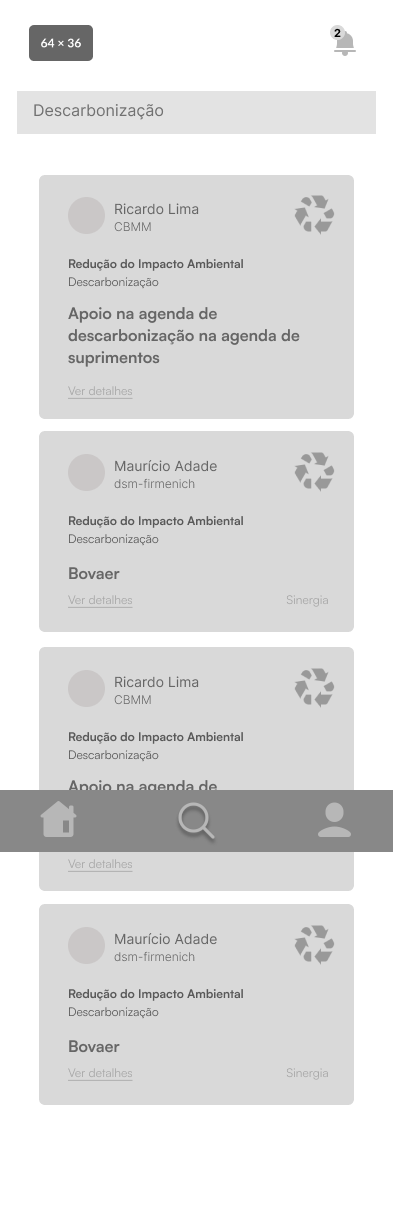 64 × 36
2
Descarbonização
Ricardo Lima
CBMM
Redução do Impacto Ambiental
Descarbonização
Apoio na agenda de
descarbonização na agenda de
suprimentos
Ver detalhes
Maurício Adade
dsm-firmenich
Redução do Impacto Ambiental
Descarbonização
Bovaer
Ver detalhes Sinergia
Ricardo Lima
CBMM
Redução do Impacto Ambiental
Descarbonização
Apoio na agenda de
Ver detalhes
Maurício Adade
dsm-firmenich
Redução do Impacto Ambiental
Descarbonização
Bovaer
Ver detalhes Sinergia